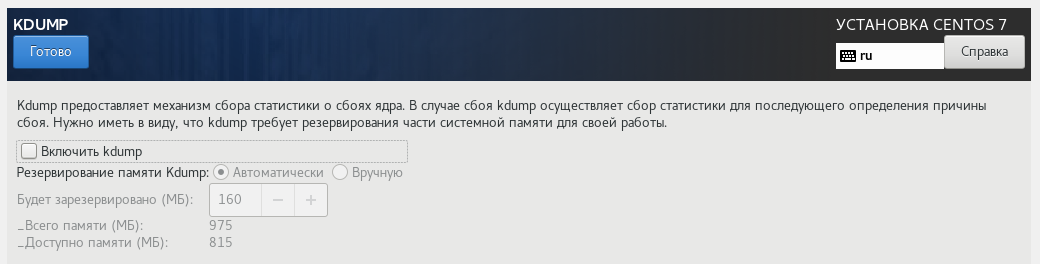 KDUMP
УСТАНОВКА CENTOS 7
Готово
ru
Справка
Kdump предоставляет механизм сбора статистики о сбоях ядра. В случае сбоя kdump осуществляет сбор статистики для последующего определения причины
сбоя. Нужно иметь в виду, что kdump требует резервирования части системной памяти для своей работы.
Включить kdump
Резервирование памяти Kdump: Автоматически Вручную
Будет зарезервировано (МБ): 160 − +
_Всего памяти (МБ): 975
_Доступно памяти (МБ): 815